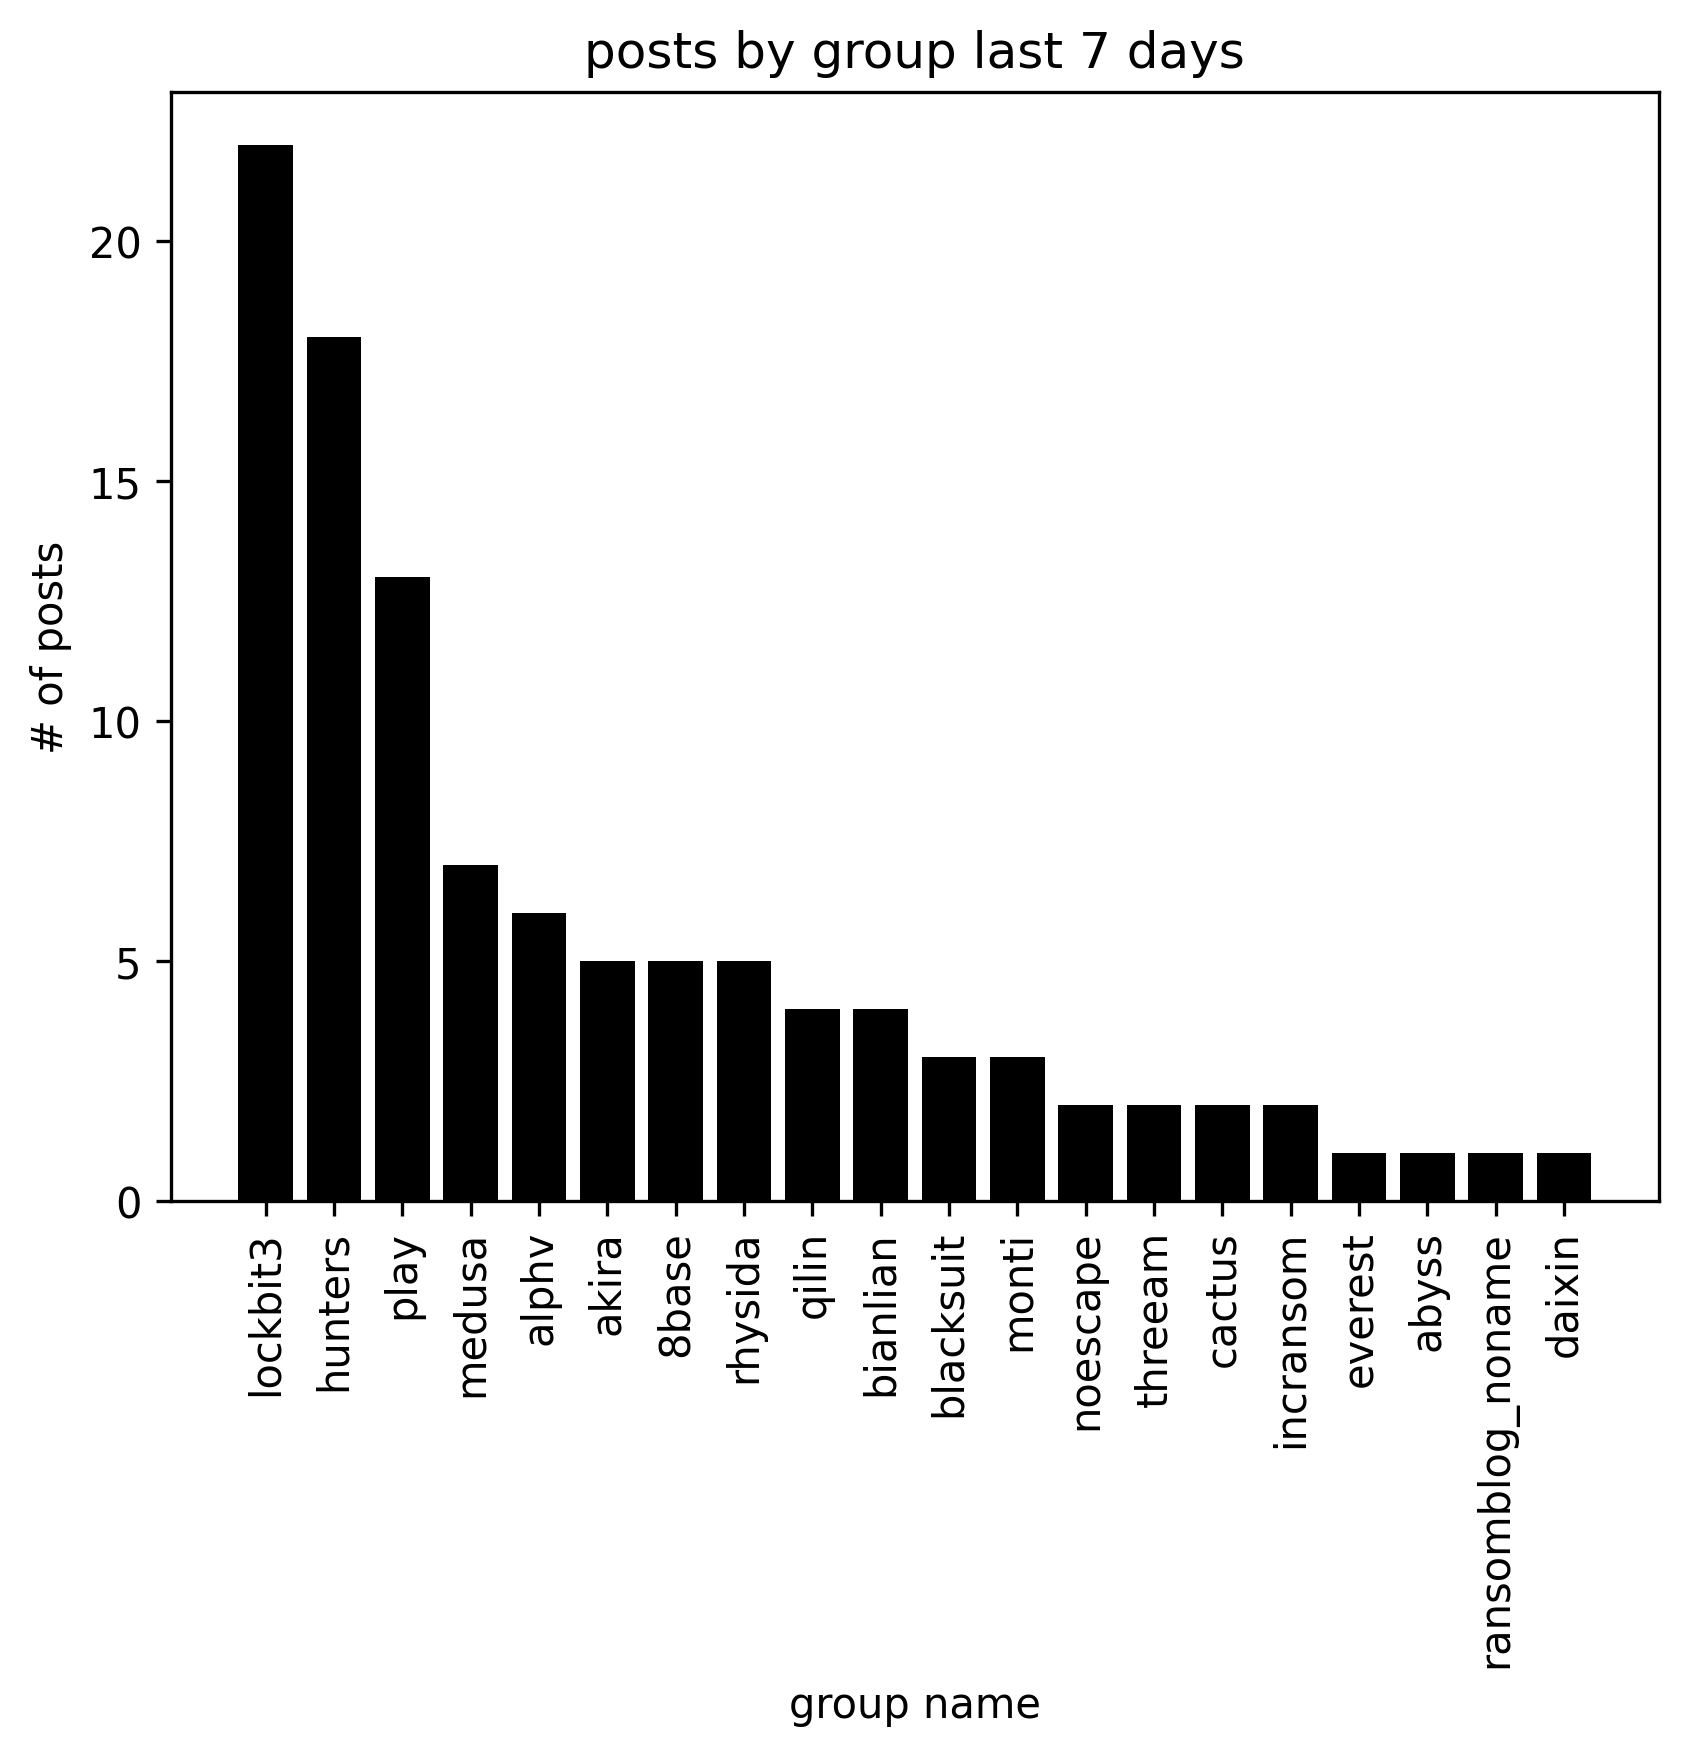 posts by group last 7 days
# of posts
20
15
10
5
0
lockbit3
hunters
play
medusa
alphv
akira
8base
rhysida
qilin
bianlian
blacksuit
monti
noescape
threeam
cactus
incransom
everest
abyss
ransomblog_noname
daixin
group name